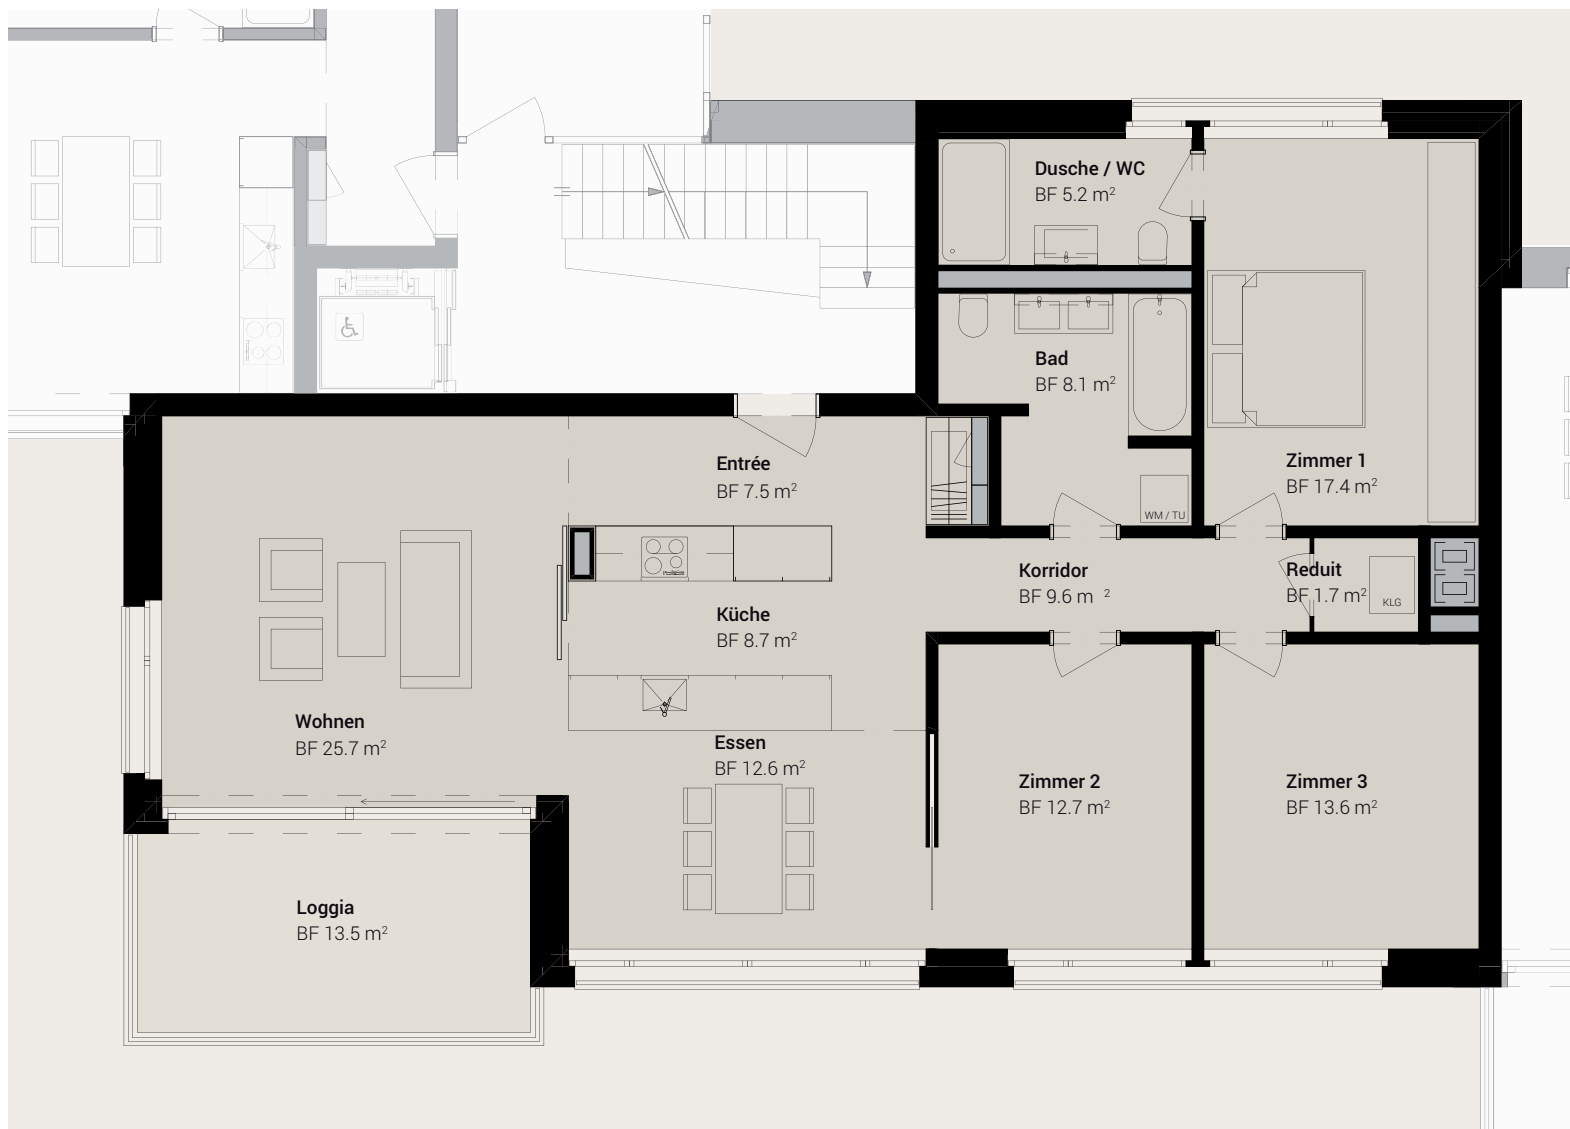 Dusche / WC
BF 5.2 m²
Bad
BF 8.1 m²
Entrée
BF 7.5 m²
Zimmer 1
BF 17.4 m²
WM / TU
Korridor
BF 9.6 m ²
Reduit
BF 1.7 m²
KLG
Küche
BF 8.7 m²
Wohnen
BF 25.7 m²
Essen
BF 12.6 m²
Zimmer 2
BF 12.7 m²
Zimmer 3
BF 13.6 m²
Loggia
BF 13.5 m²